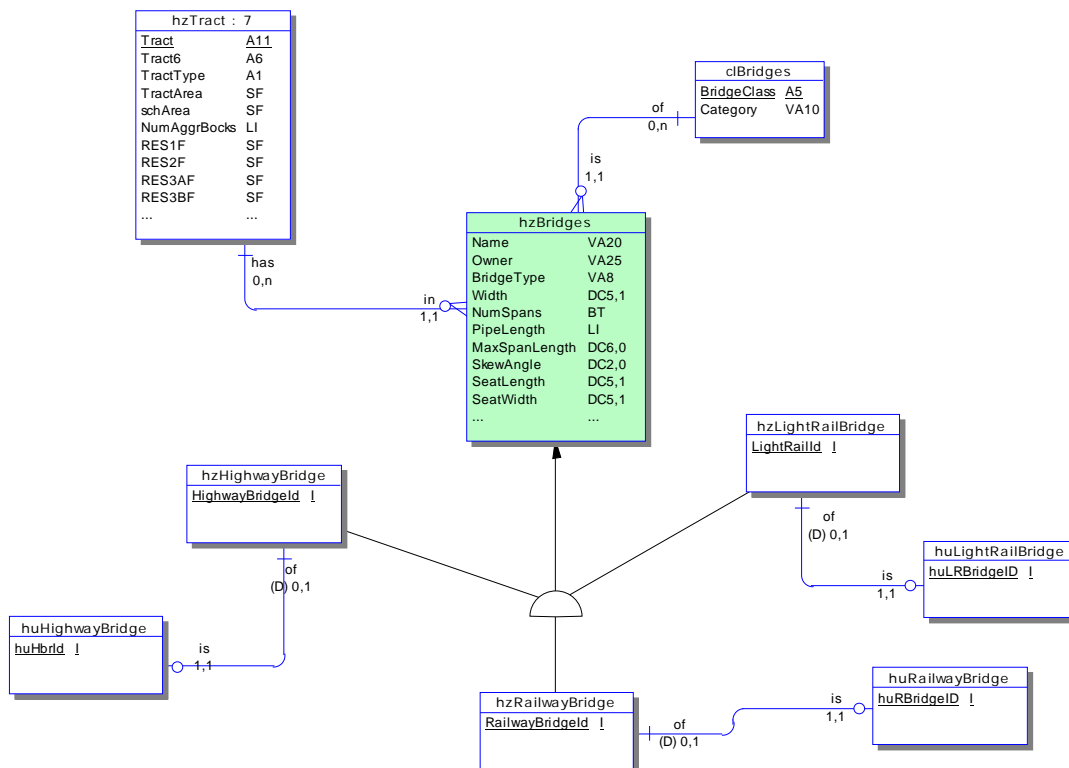 hzTract : 7
Tract A11
Tract6 A6
TractType A1
TractArea SF
schArea SF
NumAggrBocks LI
RES1F SF
RES2F SF
RES3AF SF
RES3BF SF
... ...
clBridges
BridgeClass A5
Category VA10
of
0,n
is
1,1
has
0,n
in
1,1
hzBridges
Name VA20
Owner VA25
BridgeType VA8
Width DC5,1
NumSpans BT
PipeLength LI
MaxSpanLength DC6,0
SkewAngle DC2,0
SeatLength DC5,1
SeatWidth DC5,1
... ...
hzLightRailBridge
LightRailId I
hzHighwayBridge
HighwayBridgeId I
of
(D) 0,1
huLightRailBridge
huLRBridgeID I
is
1,1
of
(D) 0,1
huHighwayBridge
huHbrId I
is
1,1
huRailwayBridge
huRBridgeID I
is
1,1
hzRailwayBridge
RailwayBridgeId I
of
(D) 0,1